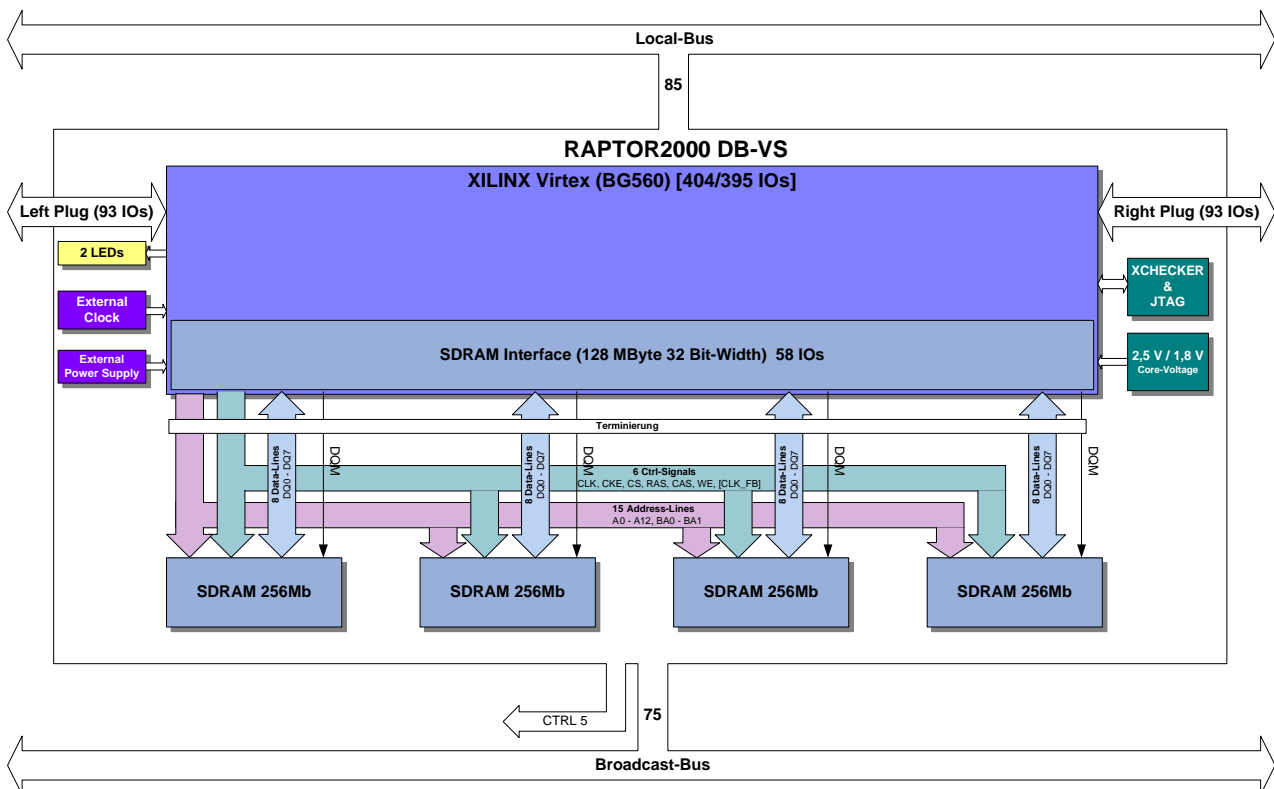 Local-Bus
85
RAPTOR2000 DB-VS
XILINX Virtex (BG560) [404/395 IOs]
Left Plug (93 IOs)
Right Plug (93 IOs)
2 LEDs
XCHECKER
&
JTAG
External
Clock
SDRAM Interface (128 MByte 32 Bit-Width) 58 IOs
External
Power Supply
2,5 V / 1,8 V
Core-Voltage
Terminierung
8 Data-Lines
DQ0 - DQ7
DQM
8 Data-Lines
DQ0 - DQ7
DQM
8 Data-Lines
DQ0 - DQ7
DQM
8 Data-Lines
DQ0 - DQ7
DQM
6 Ctrl-Signals
CLK, CKE, CS, RAS, CAS, WE, [CLK_FB]
15 Address-Lines
A0 - A12, BA0 - BA1
SDRAM 256Mb
SDRAM 256Mb
SDRAM 256Mb
SDRAM 256Mb
CTRL 5
75
Broadcast-Bus